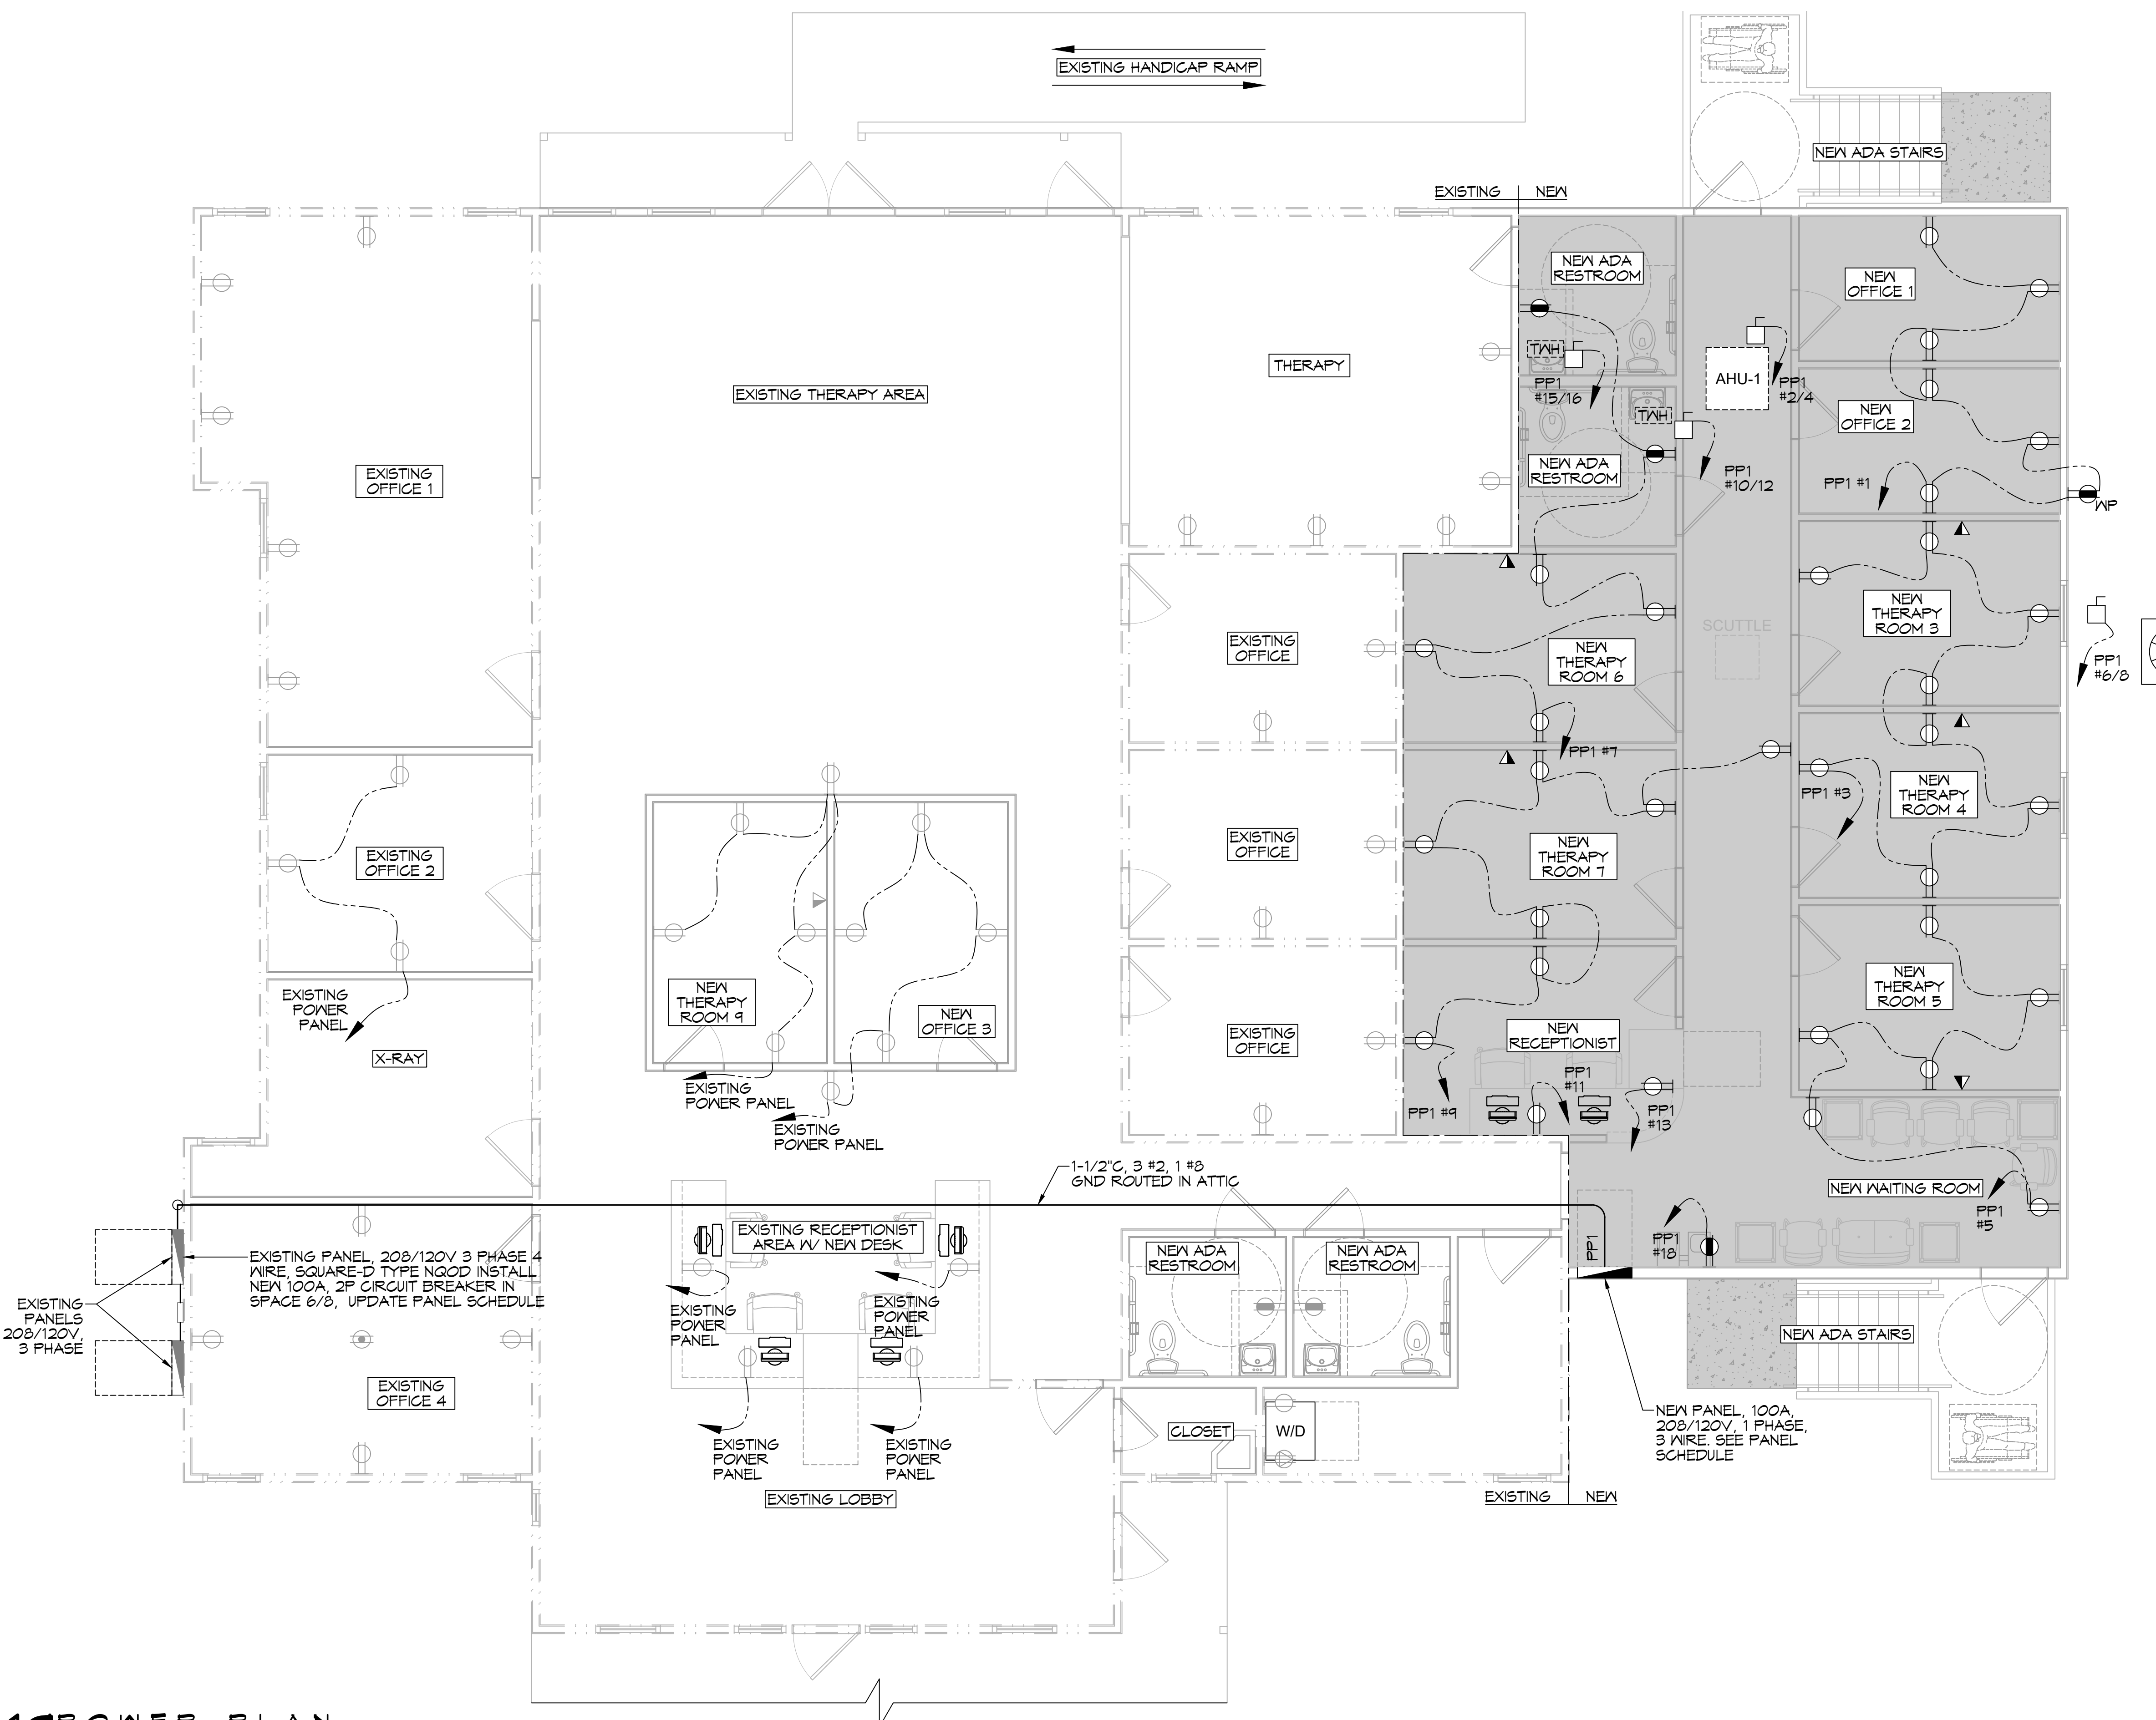 EXISTING HANDICAP RAMP
NEW ADA STAIRS
EXISTING NEW
NEW ADA
RESTROOM
NEW
OFFICE 1
THERAPY
TWH
AHU-1
PP1
#15/16
PP1
#2/4
EXISTING THERAPY AREA
TWH
NEW
OFFICE 2
EXISTING
OFFICE 1
NEW ADA
RESTROOM
PP1
#10/12
PP1 #1
WP
NEW
THERAPY
ROOM 3
SCUTTLE
EXISTING
OFFICE
NEW
THERAPY
ROOM 6
PP1
#6/8
PP1 #7
PP1 #3
NEW
THERAPY
ROOM 4
EXISTING
OFFICE 2
EXISTING
OFFICE
NEW
THERAPY
ROOM 7
EXISTING
POWER
PANEL
NEW
THERAPY
ROOM 9
NEW
OFFICE 3
NEW
THERAPY
ROOM 5
X-RAY
EXISTING
OFFICE
NEW
RECEPTIONIST
EXISTING
POWER PANEL
EXISTING
POWER PANEL
PP1
#11
PP1 #9
PP1
#13
1-1/2"C, 3 #2, 1 #8
GND ROUTED IN ATTIC
NEW WAITING ROOM
PP1
#5
EXISTING RECEPTIONIST
AREA W/ NEW DESK
NEW ADA
RESTROOM
NEW ADA
RESTROOM
PP1
PP1
#18
EXISTING PANEL, 208/120V 3 PHASE 4
WIRE, SQUARE-D TYPE NQOD INSTALL
NEW 100A, 2P CIRCUIT BREAKER IN
SPACE 6/8, UPDATE PANEL SCHEDULE
EXISTING
PANELS
208/120V,
3 PHASE
EXISTING
POWER
PANEL
EXISTING
POWER
PANEL
NEW ADA STAIRS
EXISTING
OFFICE 4
CLOSET
W/D
NEW PANEL, 100A,
208/120V, 1 PHASE,
3 WIRE. SEE PANEL
SCHEDULE
EXISTING
POWER
PANEL
EXISTING
POWER
PANEL
EXISTING LOBBY
EXISTING NEW
POWER PLAN